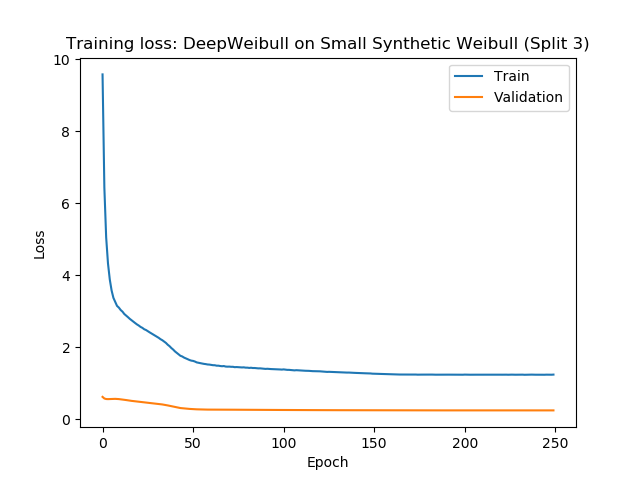 Training loss: DeepWeibull on Small Synthetic Weibull (Split 3)
Train
Validation
Loss
10
8
6
4
2
0
0 50 100 150 200 250
Epoch